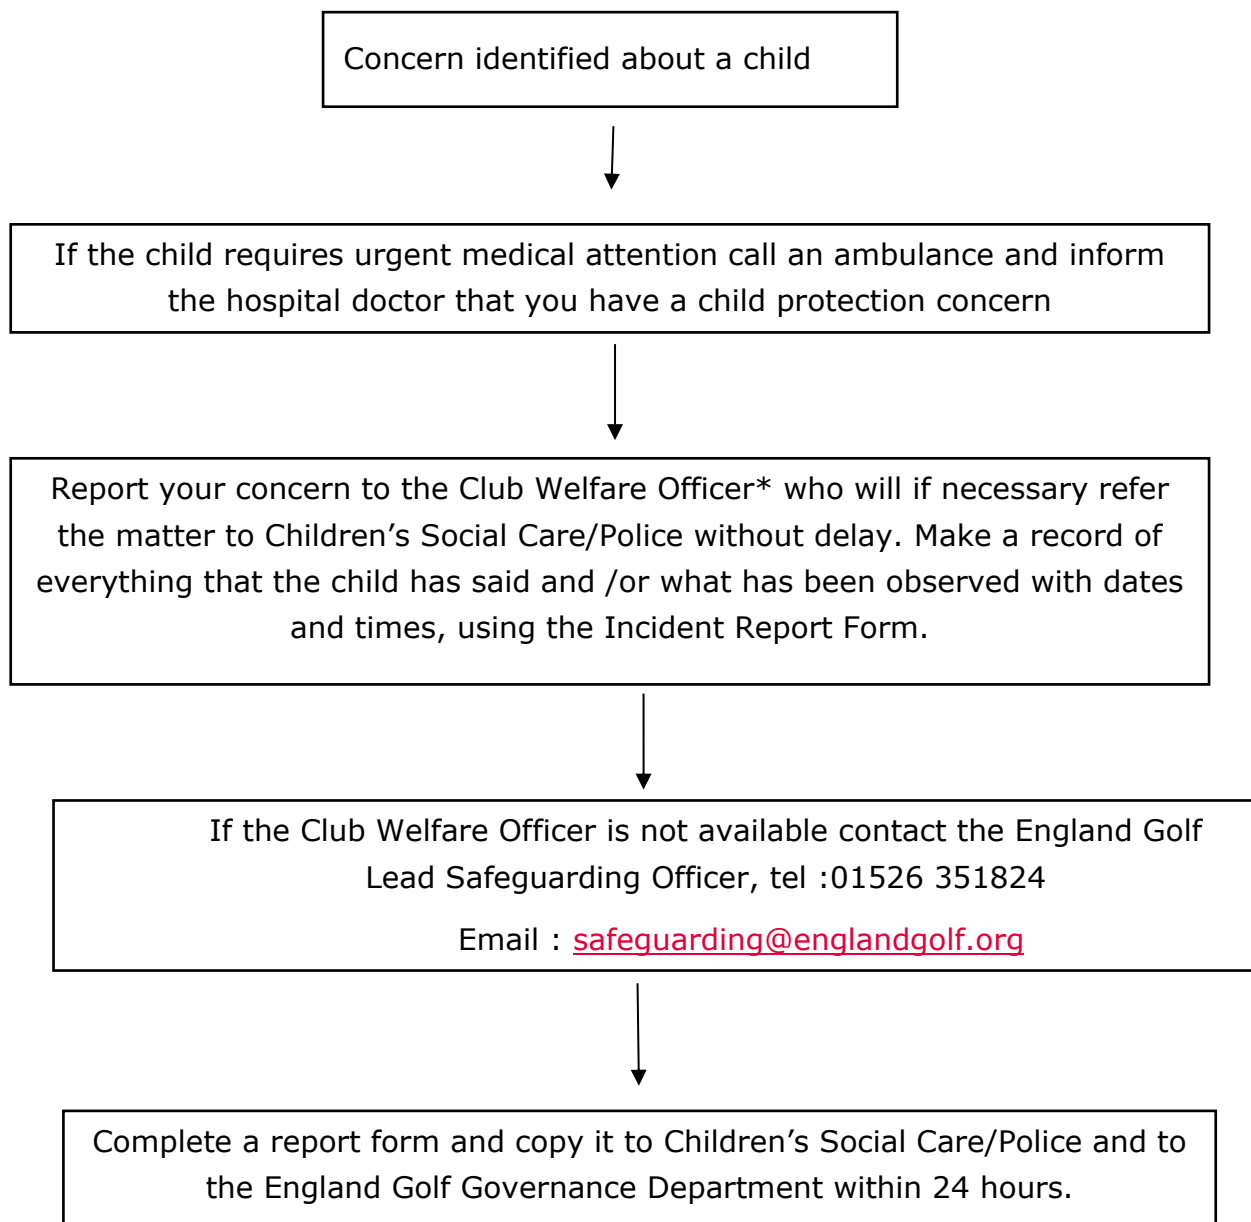 Concern identified about a child
If the child requires urgent medical attention call an ambulance and inform
the hospital doctor that you have a child protection concern
Report your concern to the Club Welfare Officer* who will if necessary refer
the matter to Children’s Social Care/Police without delay. Make a record of
everything that the child has said and /or what has been observed with dates
and times, using the Incident Report Form.
If the Club Welfare Officer is not available contact the England Golf
Lead Safeguarding Officer, tel :01526 351824
Email : safeguarding@englandgolf.org
Complete a report form and copy it to Children’s Social Care/Police and to
the England Golf Governance Department within 24 hours.